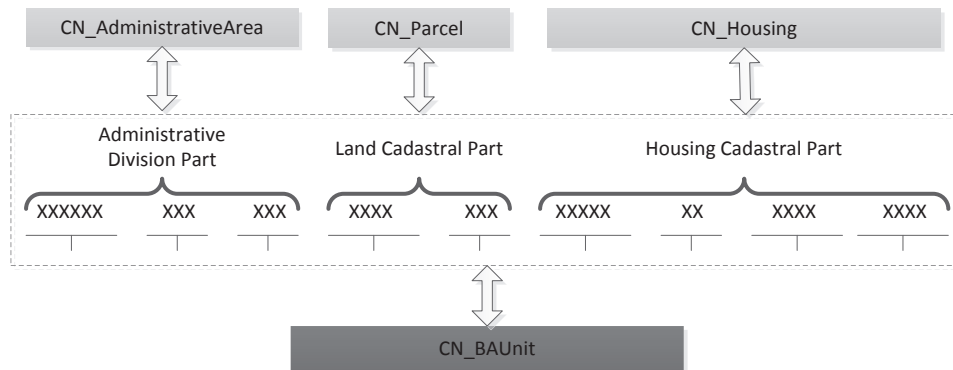 CN_AdministrativeArea CN_Parcel CN_Housing
Administrative
Division Part
Land Cadastral Part Housing Cadastral Part
XXXXXX XXX XXX XXXX XXX XXXXX XX XXXX XXXX
CN_BAUnit